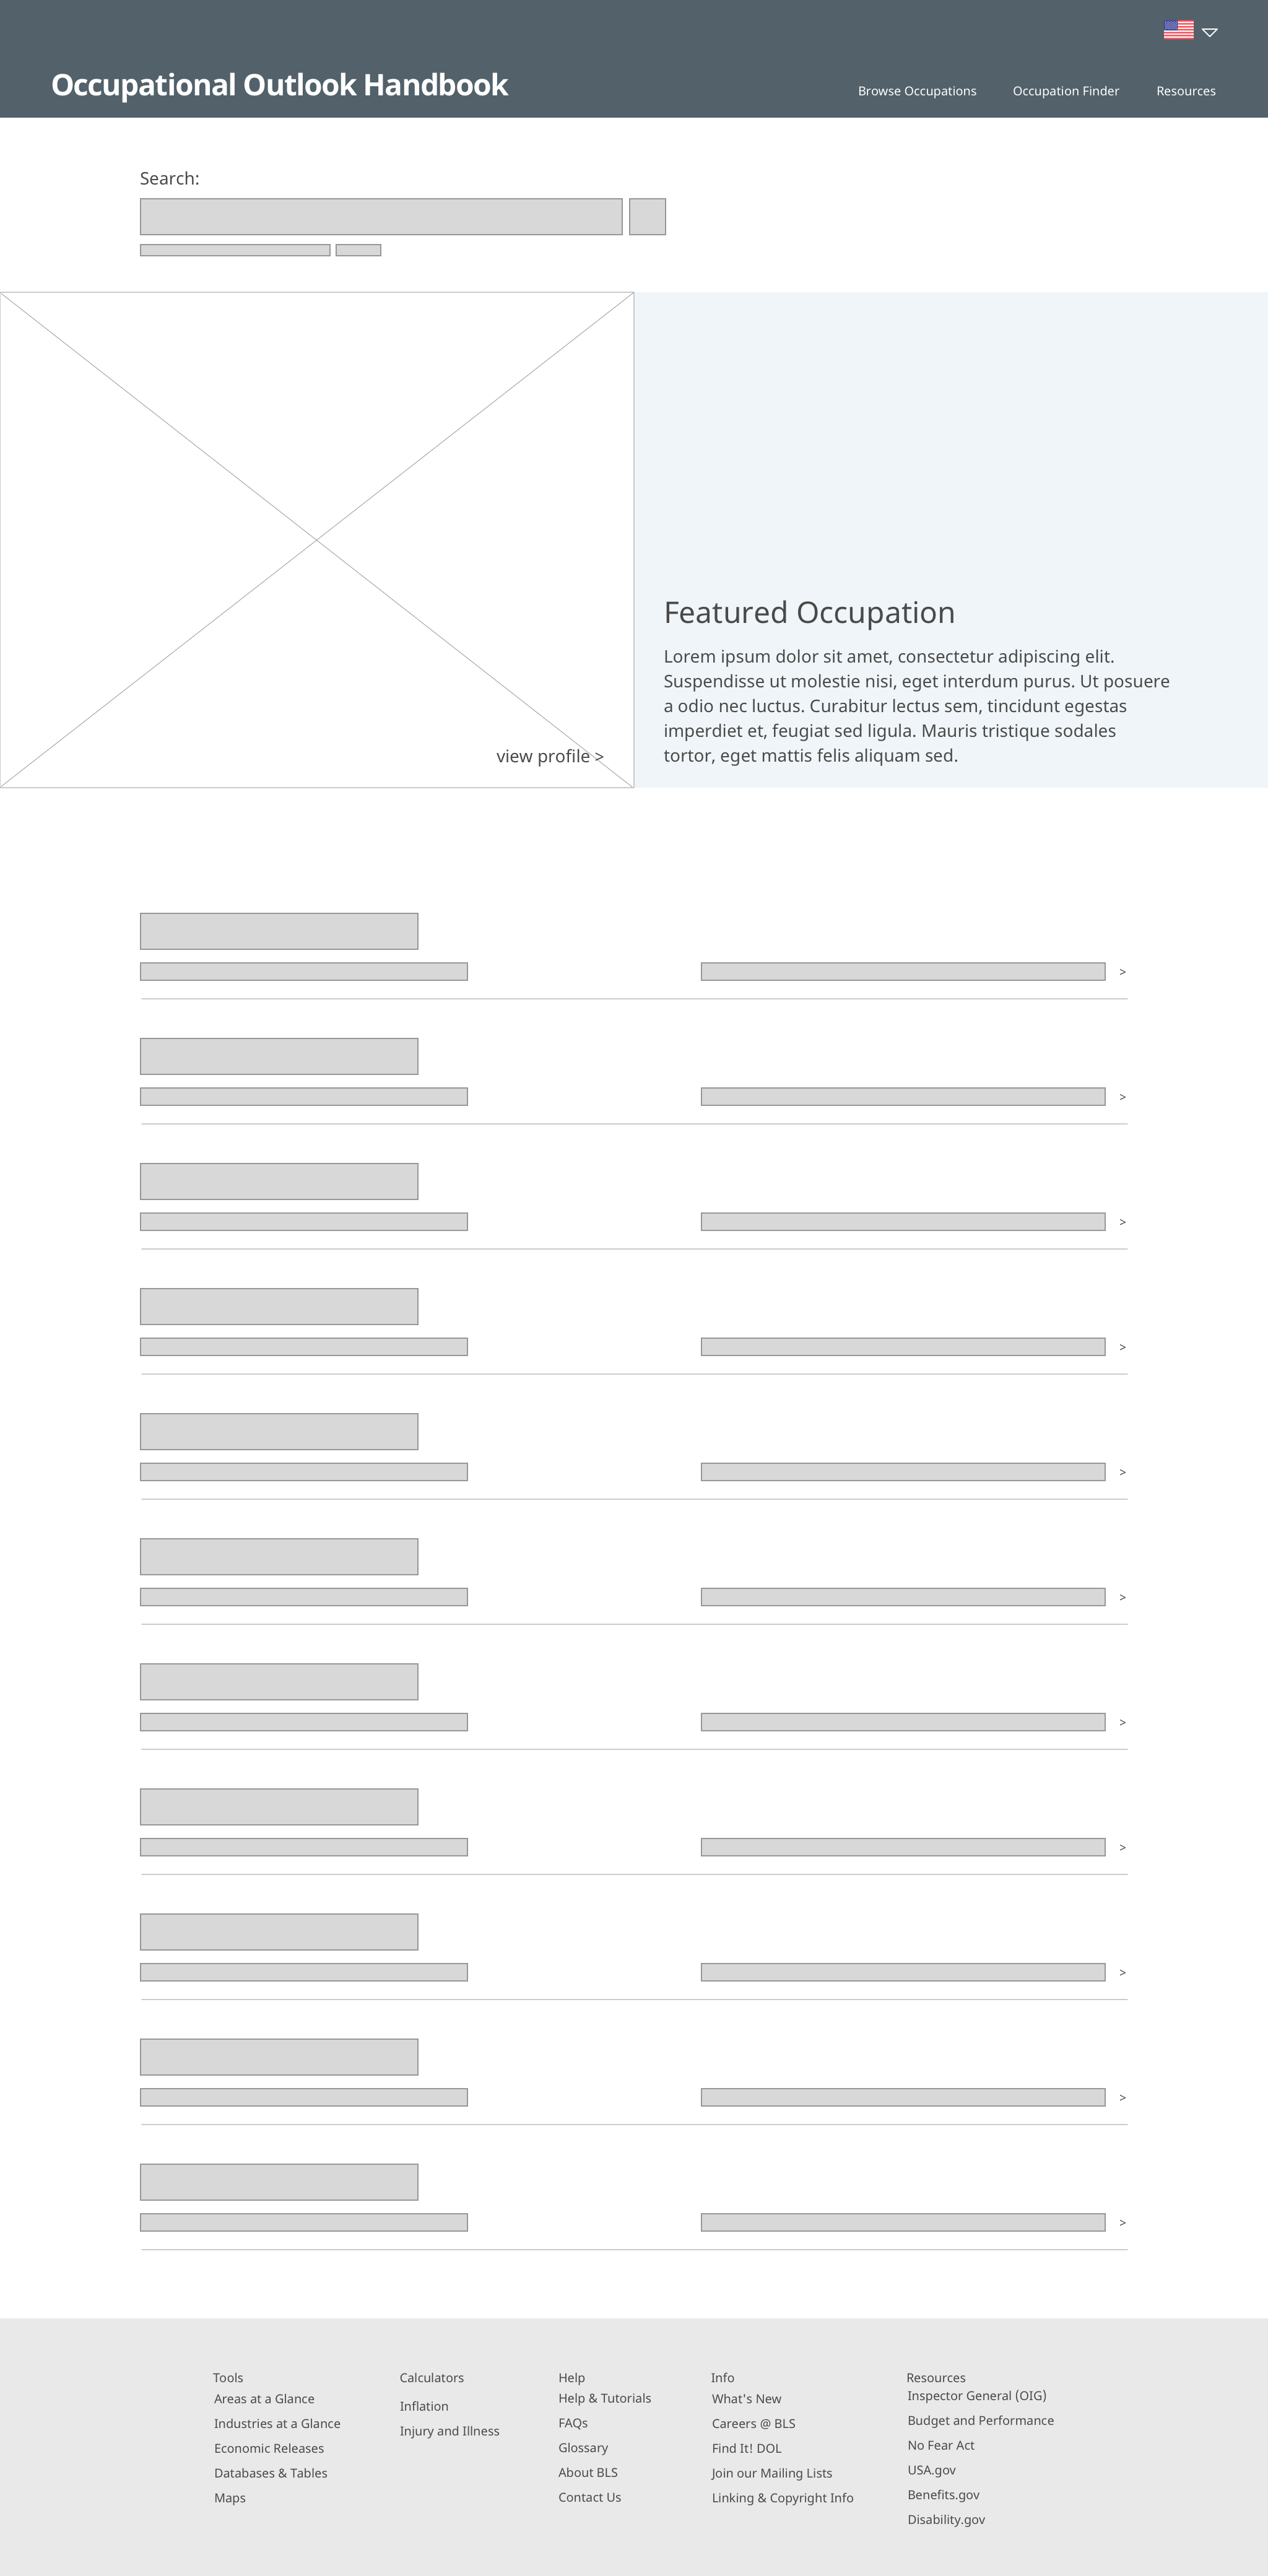 Occupational Outlook Handbook
Browse Occupations
Occupation Finder
Resources
Search:
view profile >
Featured Occupation
Lorem ipsum dolor sit amet, consectetur adipiscing elit.
Suspendisse ut molestie nisi, eget interdum purus. Ut posuere
a odio nec luctus. Curabitur lectus sem, tincidunt egestas
imperdiet et, feugiat sed ligula. Mauris tristique sodales
tortor, eget mattis felis aliquam sed.
>
>
>
>
>
>
>
>
>
>
>
Tools
Areas at a Glance
Industries at a Glance
Economic Releases
Databases & Tables
Maps
Calculators
Inflation
Injury and Illness
Help
Help & Tutorials
FAQs
Glossary
About BLS
Contact Us
Info
What's New
Careers @ BLS
Find It! DOL
Join our Mailing Lists
Linking & Copyright Info
Resources
Inspector General (OIG)
Budget and Performance
No Fear Act
USA.gov
Benefits.gov
Disability.gov